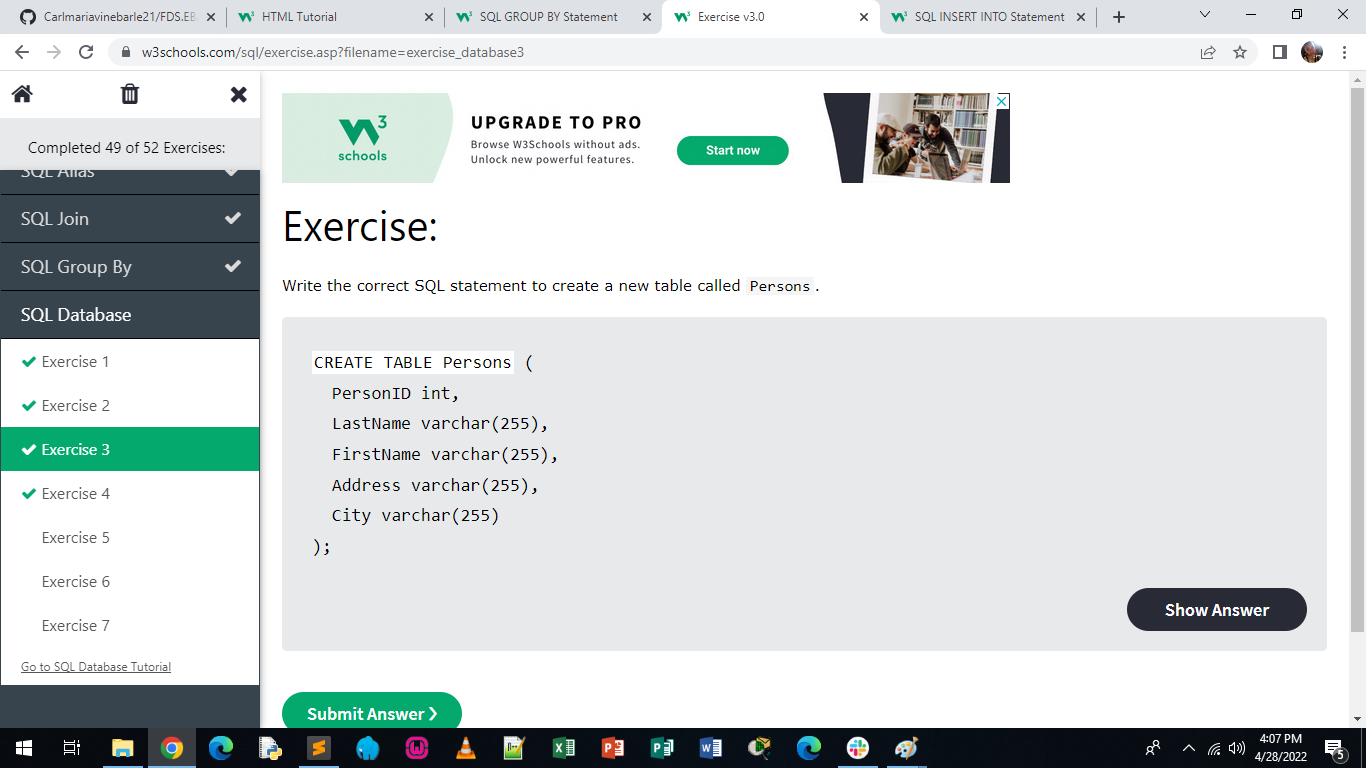 Carlmariavinebarle21/FDS.EB
HTML Tutorial
SQL GROUP BY Statement
Exercise v3.0
SQL INSERT INTO Statement
w3schools.com/sql/exercise.asp?filename=exercise_database3
Completed 49 of 52 Exercises:
SQL Alias
SQL Join
SQL Group By
SQL Database
Exercise 1
Exercise 2
Exercise 3
Exercise 4
Exercise 5
Exercise 6
Exercise 7
Go to SQL Database Tutorial
W3
schools
UPGRADE TO PRO
Browse W3Schools without ads.
Unlock new powerful features.
Start now
Exercise:
Write the correct SQL statement to create a new table called Persons.
CREATE TABLE Persons (
PersonID int,
LastName varchar(255),
FirstName varchar(255),
Address varchar(255),
City varchar(255)
);
Show Answer
Submit Answer ❯
4:07 PM
4/28/2022
5